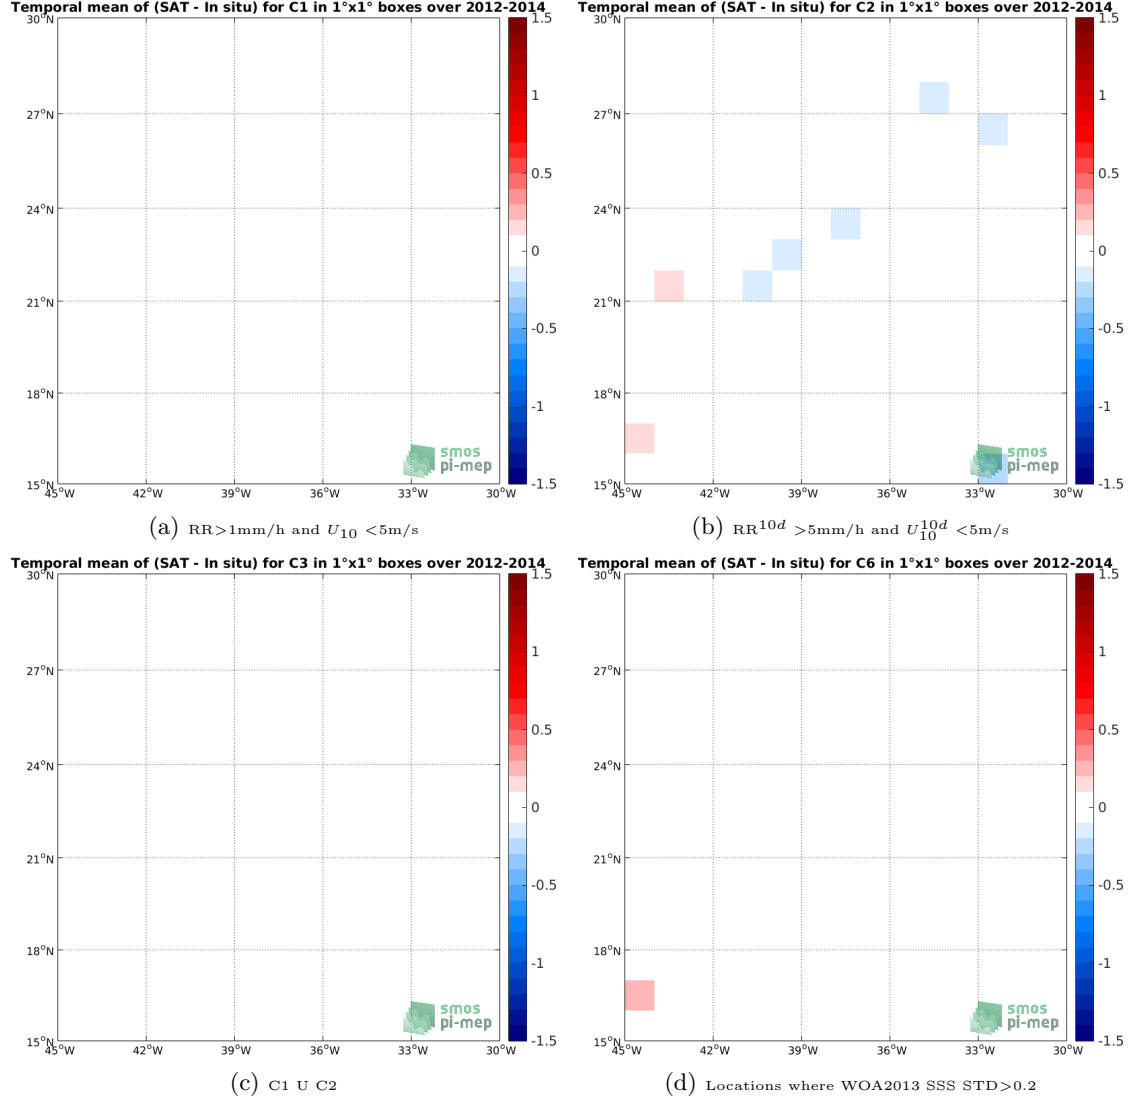 Temporal mean of (SAT - In situ) for C1 in 1°x1° boxes over 2012-2014
30°N
27°N
24°N
21°N
18°N
15°N
45°W 42°W 39°W 36°W 33°W 30°W
1.5
1
0.5
0
-0.5
-1
-1.5
smos
pi-mep
(a) RR>1mm/h and U10 <5m/s
Temporal mean of (SAT - In situ) for C2 in 1°x1° boxes over 2012-2014
30°N
27°N
24°N
21°N
18°N
15°N
45°W 42°W 39°W 36°W 33°W 30°W
1.5
1
0.5
0
-0.5
-1
-1.5
smos
pi-mep
(b) RR10d >5mm/h and U10d10 <5m/s
Temporal mean of (SAT - In situ) for C3 in 1°x1° boxes over 2012-2014
30°N
27°N
24°N
21°N
18°N
15°N
45°W 42°W 39°W 36°W 33°W 30°W
1.5
1
0.5
0
-0.5
-1
-1.5
smos
pi-mep
(c) C1 U C2
Temporal mean of (SAT - In situ) for C6 in 1°x1° boxes over 2012-2014
30°N
27°N
24°N
21°N
18°N
15°N
45°W 42°W 39°W 36°W 33°W 30°W
1.5
1
0.5
0
-0.5
-1
-1.5
smos
pi-mep
(d) Locations where WOA2013 SSS STD>0.2